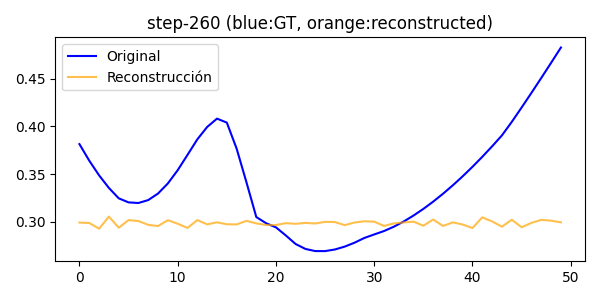 step-260 (blue:GT, orange:reconstructed)
Original
Reconstrucción
0.45
0.40
0.35
0.30
0 10 20 30 40 50